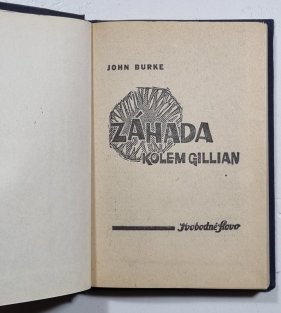 JOHN BURKE
ZÁHADA
KOLEM GILLIAN
Svobodné slovo